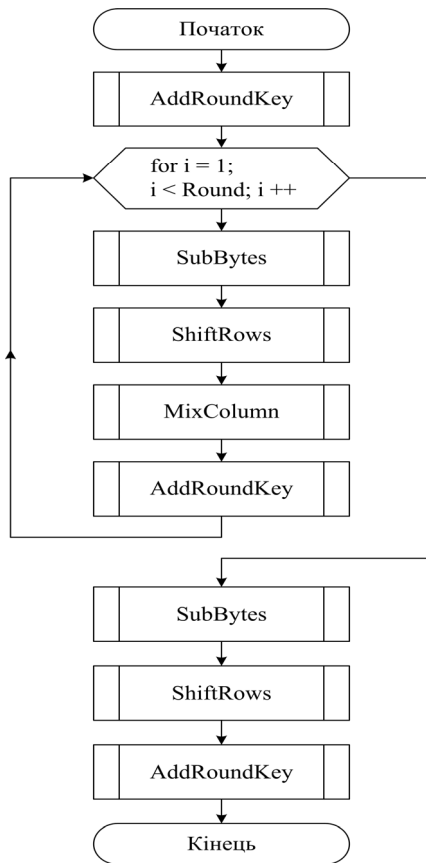 Початок
AddRoundKey
for i = 1;
i < Round; i ++
SubBytes
ShiftRows
MixColumn
AddRoundKey
SubBytes
ShiftRows
AddRoundKey
Кінець